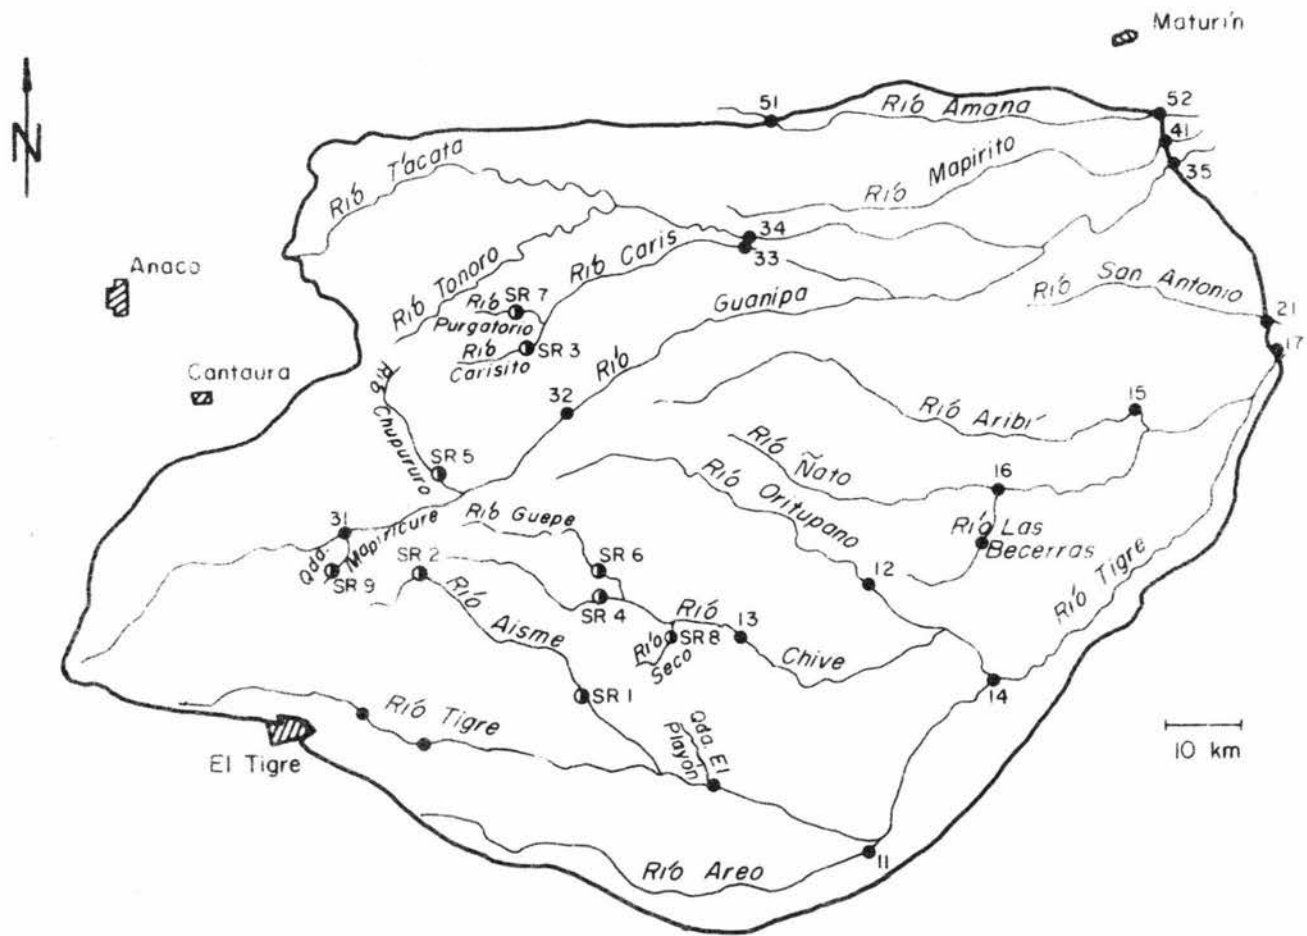 Maturín
N
51
Río Amana
52
41
35
Río Tácata
Río Mapirito
34
33
Río Caris
Río Tonoro
Anaco
Guanipa
Río San Antonio
21
17
SR 7
Río
Purgatorio
Río
Carisito
SR 3
Río
Cantaura
32
15
Río Aribí
Río Chupururo
SR 5
Río Ñato
16
Río Oritupano
31
Río Guepe
Qda. Mapiricure
Río Las
Becerras
SR 2
SR 9
SR 6
12
Río Tigre
SR 4
Río Aisme
Río
Chive
13
SR 8
Río
Seco
14
SR 1
Río Tigre
Qda. El
Playón
10 km
El Tigre
11
Río Areo